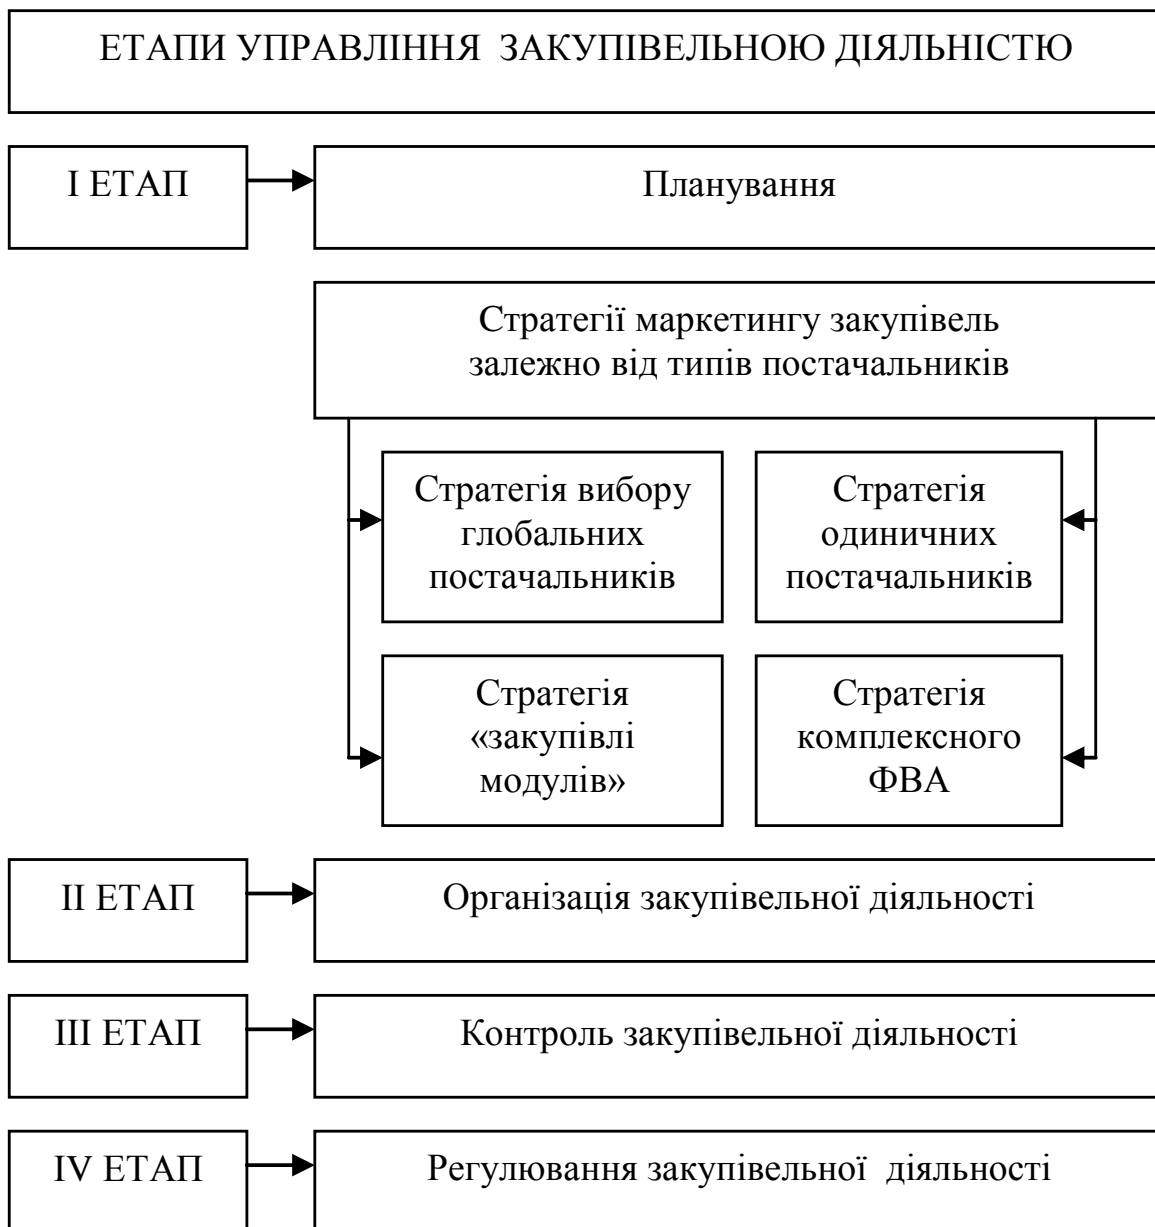 ЕТАПИ УПРАВЛІННЯ ЗАКУПІВЕЛЬНОЮ ДІЯЛЬНІСТЮ
І ЕТАП
Планування
Стратегії маркетингу закупівель
залежно від типів постачальників
Стратегія вибору
глобальних
постачальників
Стратегія
одиничних
постачальників
Стратегія
«закупівлі
модулів»
Стратегія
комплексного
ФВА
ІІ ЕТАП
Організація закупівельної діяльності
ІІІ ЕТАП
Контроль закупівельної діяльності
IV ЕТАП
Регулювання закупівельної діяльності